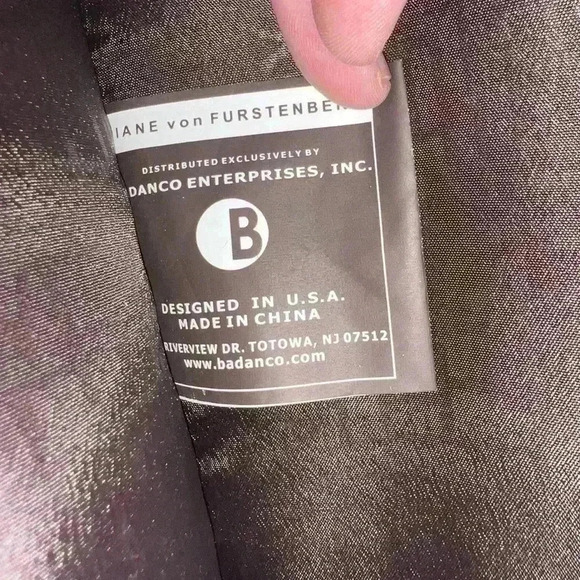 IANE von FURSTENBER
DISTRIBUTED EXCLUSIVELY BY
DANCO ENTERPRISES, INC.
B
DESIGNED IN U.S.A.
MADE IN CHINA
RIVERVIEW DR. TOTOWA, NJ 07512
www.badanco.com